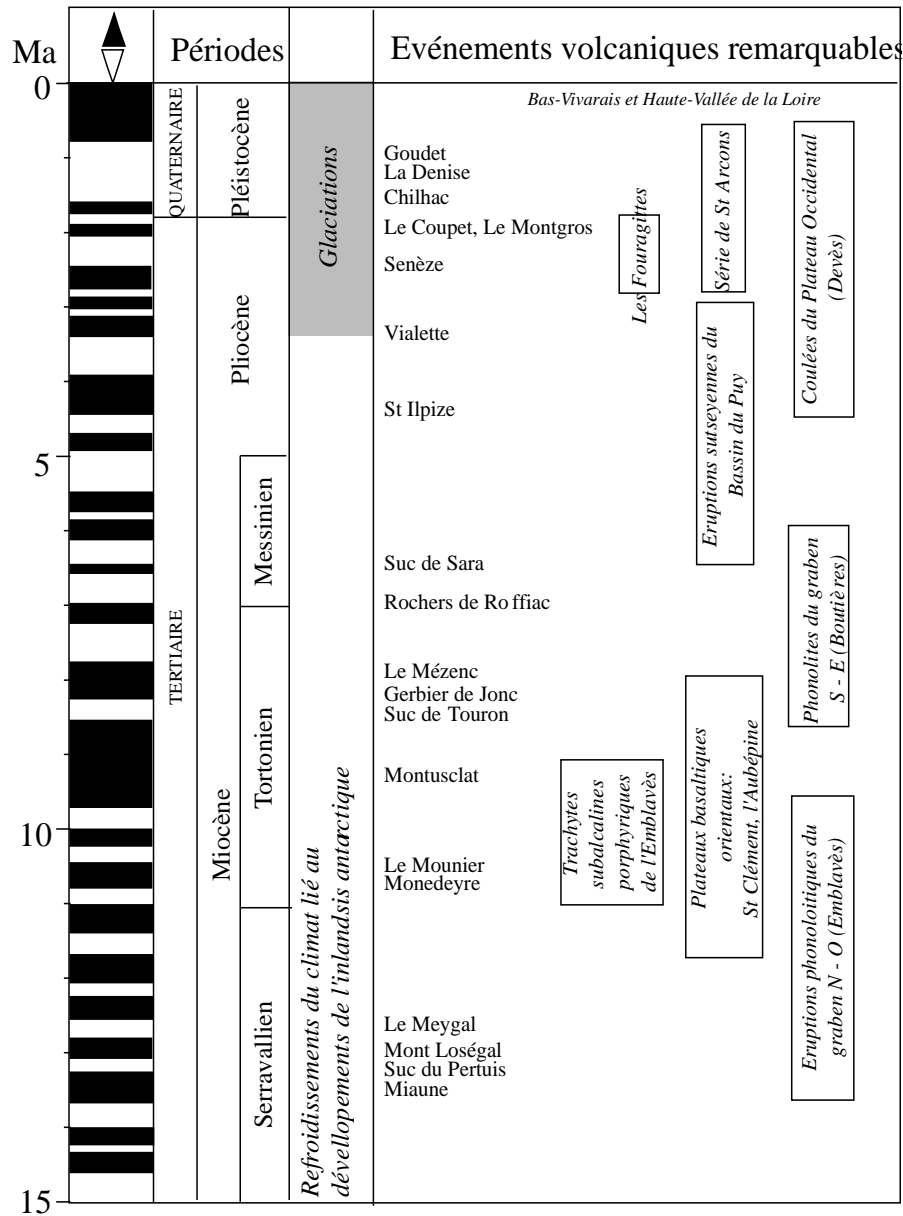 Ma
Périodes
Evénements volcaniques remarquables
0
5
10
15
QUATERNAIRE
TERTIAIRE
Pléistocène
Pliocène
Miocène
Messinien
Tortonien
Serravallien
Glaciations
Refroidissements du climat lié au
dévellopements de l'inlandsis antarctique
Bas-Vivarais et Haute-Vallée de la Loire
Goudet
La Denise
Chilhac
Le Coupet, Le Montgros
Senèze
Vialette
St Ilpize
Suc de Sara
Rochers de Roffiac
Le Mézenc
Gerbier de Jonc
Suc de Touron
Montusclat
Le Mounier
Monedeyre
Le Meygal
Mont Loségal
Suc du Pertuis
Miaune
Les Fouragittes
Série de St Arcons
Coulées du Plateau Occidental
(Devès)
Eruptions sutseyennes du
Bassin du Puy
Phonolites du graben
S - E (Boutières)
Trachytes
subalcalines
porphyriques
de l'Emblavès
Plateaux basaltiques
orientaux:
St Clément, l'Aubépine
Eruptions phonoloitiques du
graben N - O (Emblavès)